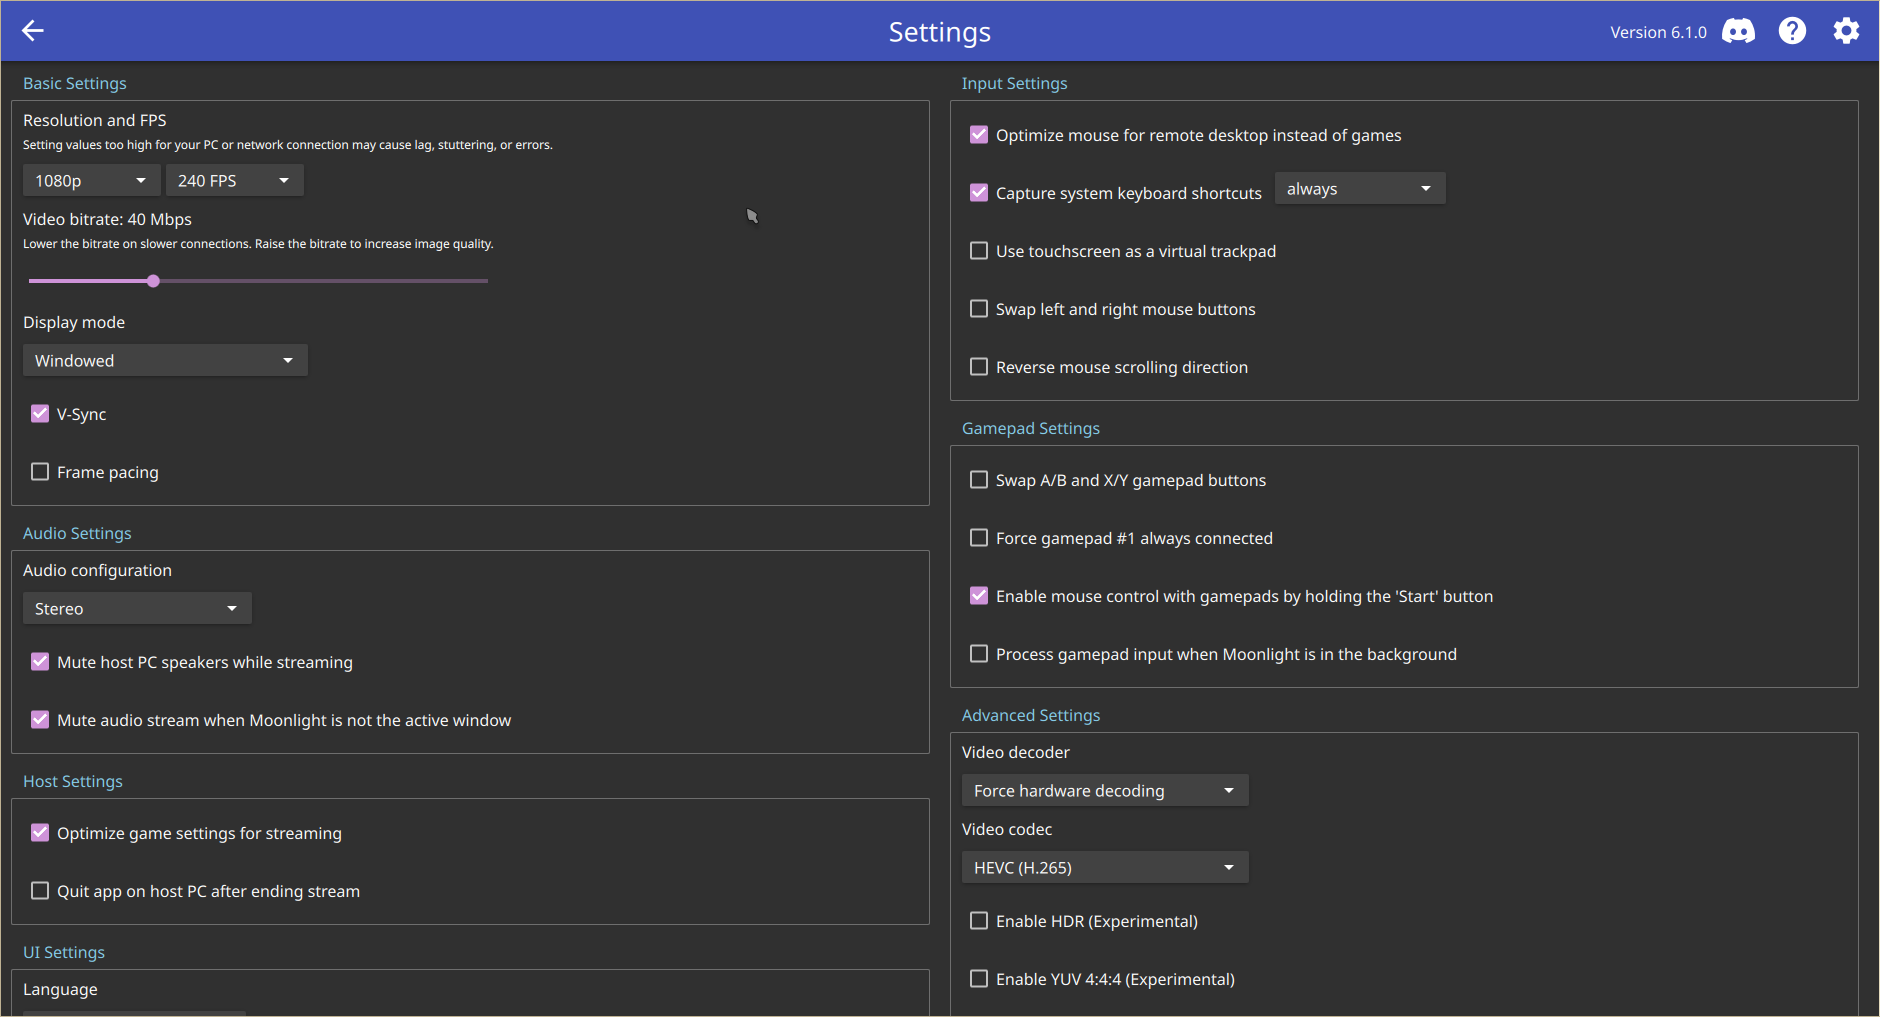 Settings
Version 6.1.0
Basic Settings
Resolution and FPS
Setting values too high for your PC or network connection may cause lag, stuttering, or errors.
1080p
240 FPS
Video bitrate: 40 Mbps
Lower the bitrate on slower connections. Raise the bitrate to increase image quality.
Display mode
Windowed
V-Sync
Frame pacing
Audio Settings
Audio configuration
Stereo
Mute host PC speakers while streaming
Mute audio stream when Moonlight is not the active window
Host Settings
Optimize game settings for streaming
Quit app on host PC after ending stream
UI Settings
Language
Input Settings
Optimize mouse for remote desktop instead of games
Capture system keyboard shortcuts
always
Use touchscreen as a virtual trackpad
Swap left and right mouse buttons
Reverse mouse scrolling direction
Gamepad Settings
Swap A/B and X/Y gamepad buttons
Force gamepad #1 always connected
Enable mouse control with gamepads by holding the 'Start' button
Process gamepad input when Moonlight is in the background
Advanced Settings
Video decoder
Force hardware decoding
Video codec
HEVC (H.265)
Enable HDR (Experimental)
Enable YUV 4:4:4 (Experimental)